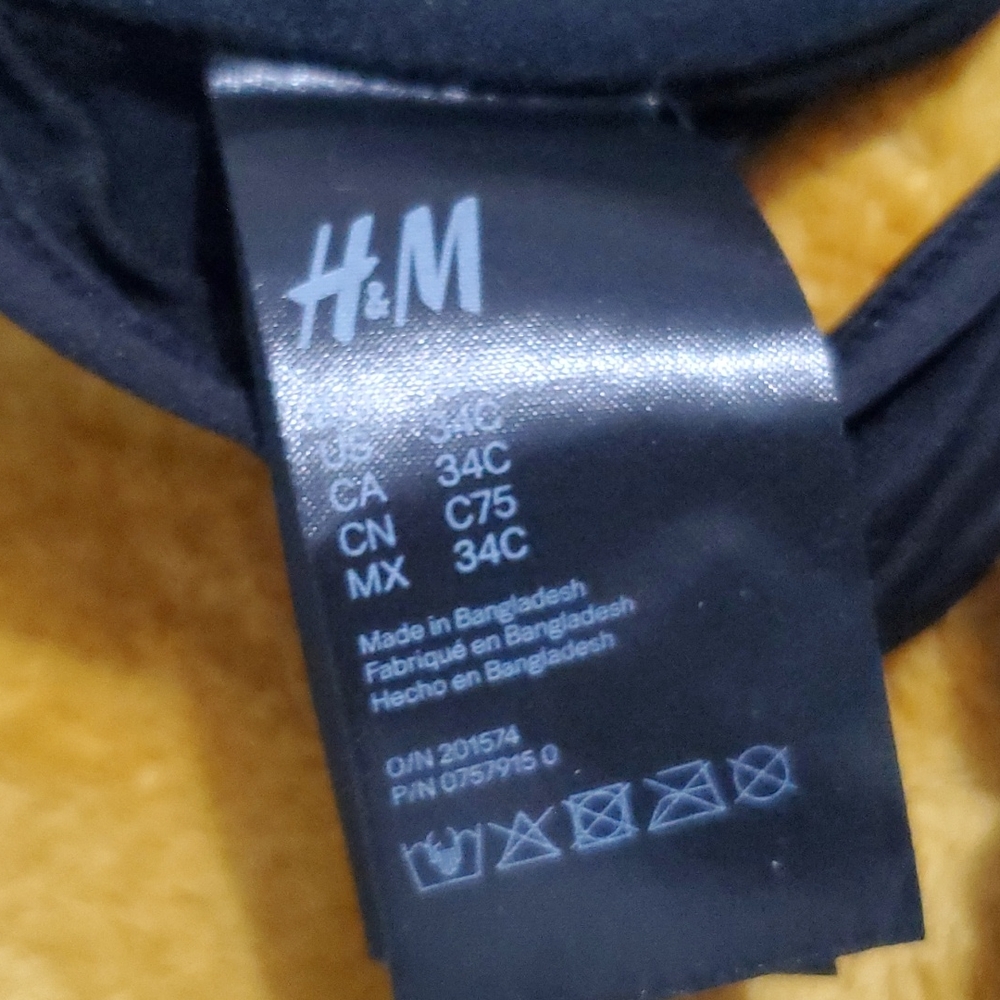 H&M
US 34C
CA 34C
CN C75
MX 34C
Made in Bangladesh
Fabriqué en Bangladesh
Hecho en Bangladesh
O/N 201574
P/N 0757915 0